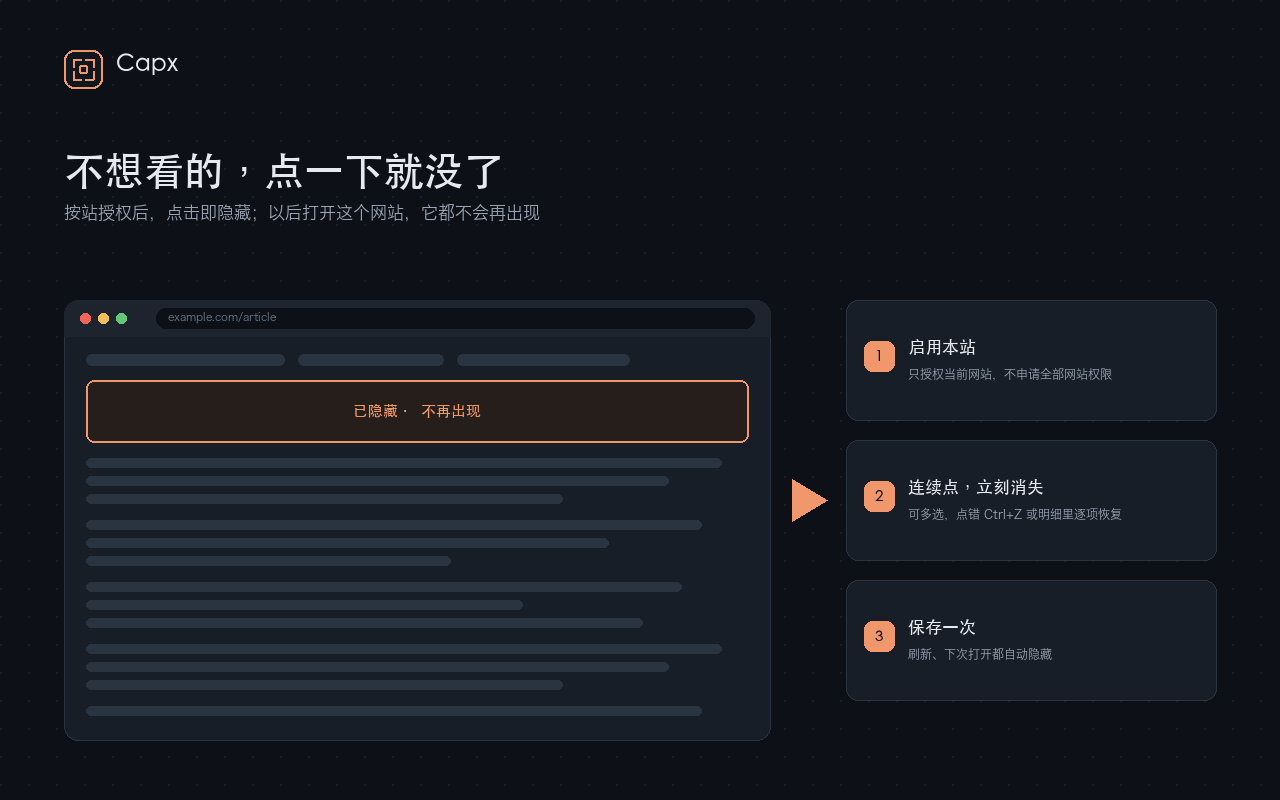 Capx
不想看的，点一下就没了
按站授权后，点击即隐藏；以后打开这个网站，它都不会再出现
example.com/article
已隐藏 · 不再出现
1
启用本站
只授权当前网站，不申请全部网站权限
2
连续点，立刻消失
可多选，点错 Ctrl+Z 或明细里逐项恢复
3
保存一次
刷新、下次打开都自动隐藏